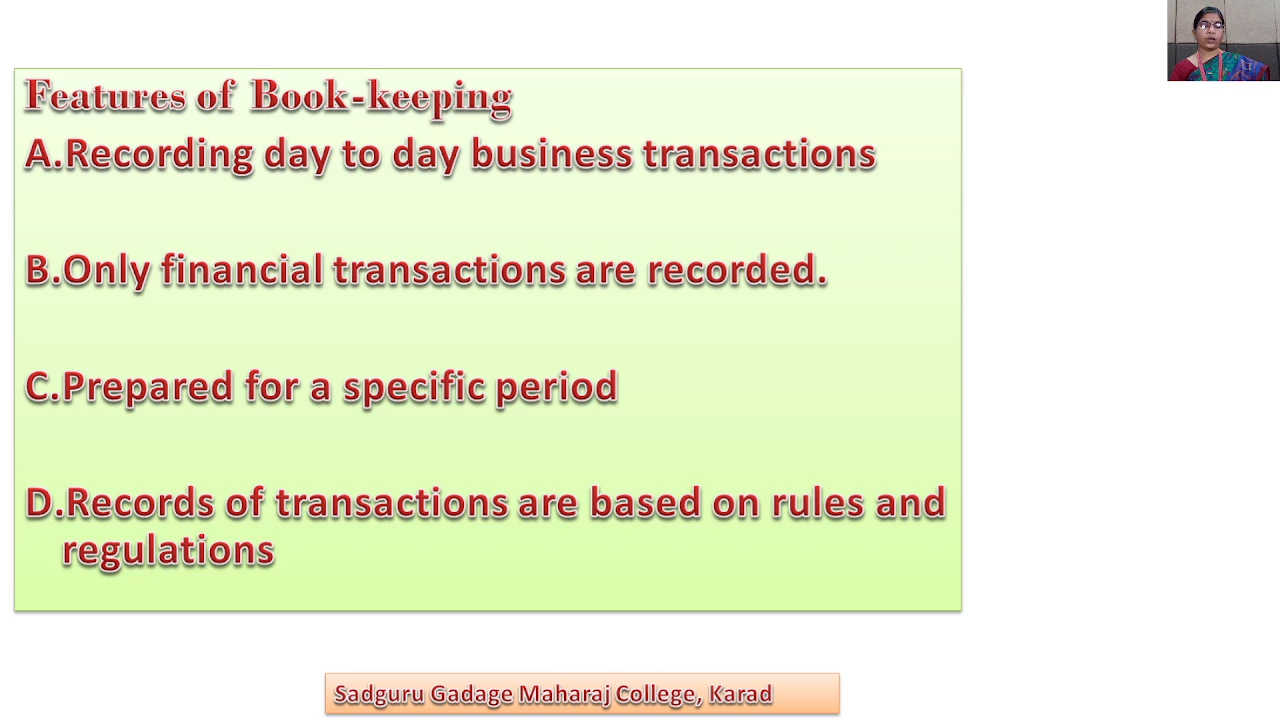 Features of Book-keeping
A.Recording day to day business transactions
B.Only financial transactions are recorded.
C.Prepared for a specific period
D.Records of transactions are based on rules and
regulations
Sadguru Gadage Maharaj College, Karad